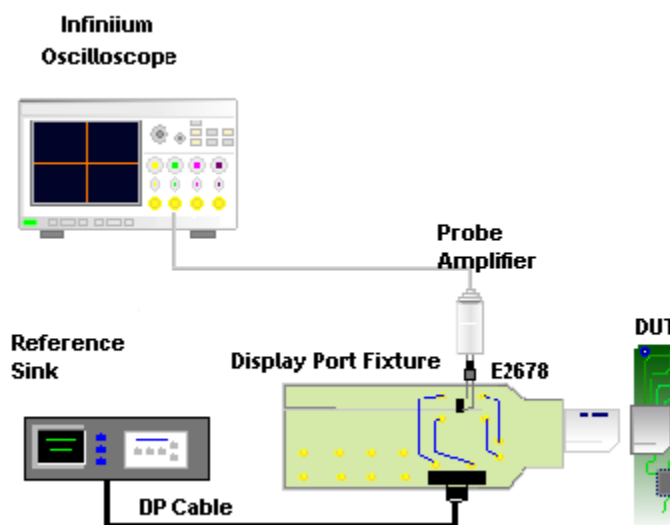 Infiniium
Oscilloscope
Probe
Amplifier
Reference
Sink
Display Port Fixture
E2678
DUT
DP Cable